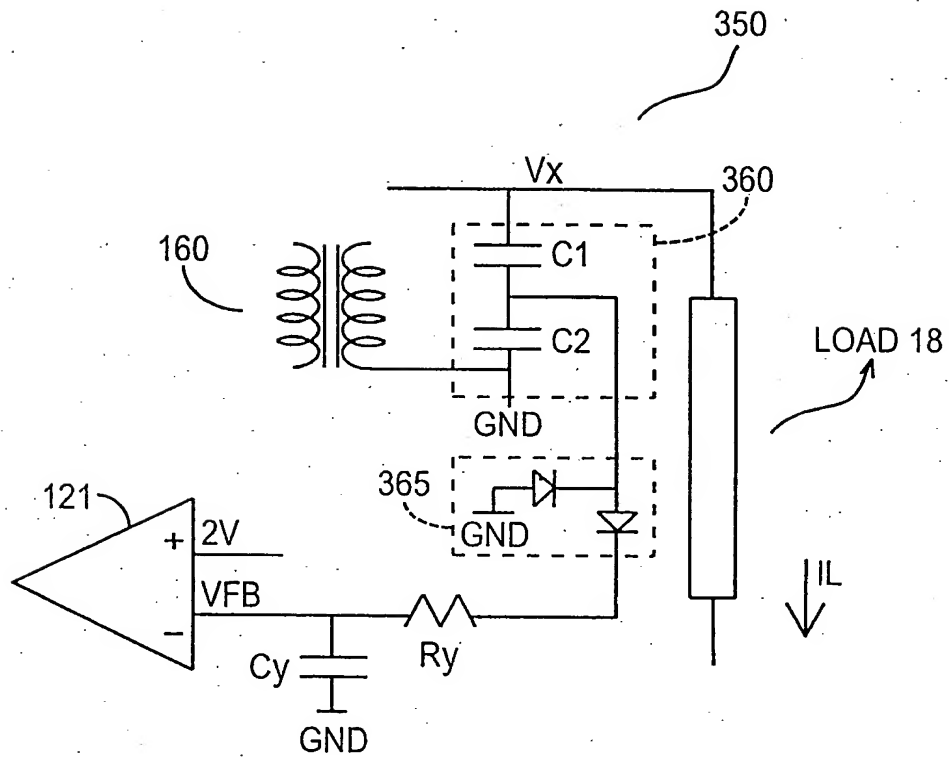 350
Vx
360
160
C1
C2
LOAD 18
GND
365
121
GND
+
2V
VFB
IL
−
Ry
Cy
GND